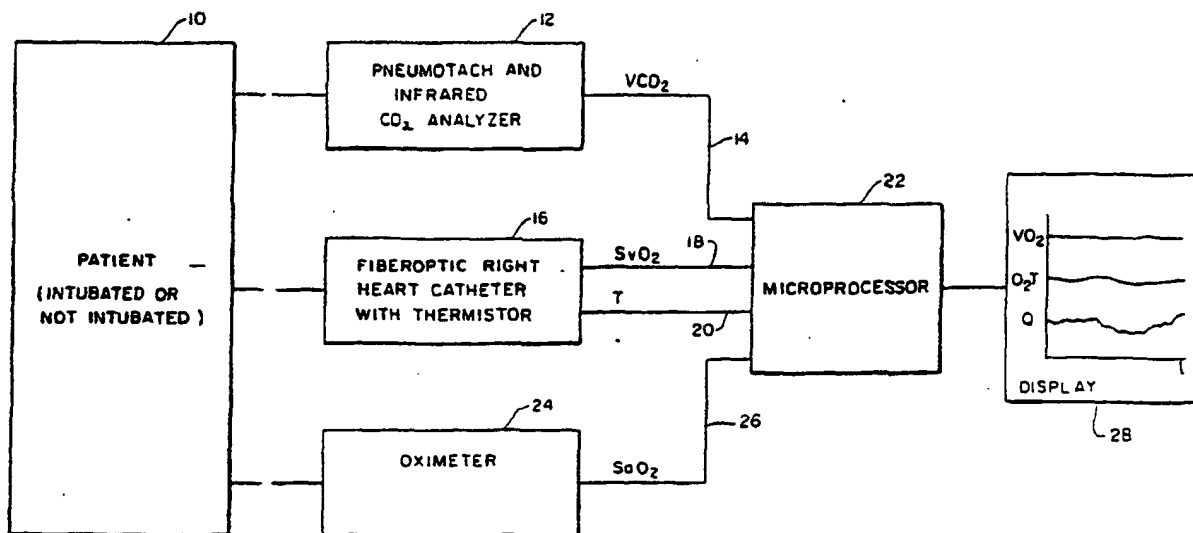 10
PATIENT
(INTUBATED OR
NOT INTUBATED)
12
PNEUMOTACH AND
INFRARED
CO2 ANALYZER
VCO2
14
16
FIBEROPTIC RIGHT
HEART CATHETER
WITH THERMISTOR
SvO2
18
T
20
24
OXIMETER
SaO2
26
22
MICROPROCESSOR
VO2
O2T
Q
DISPLAY
28